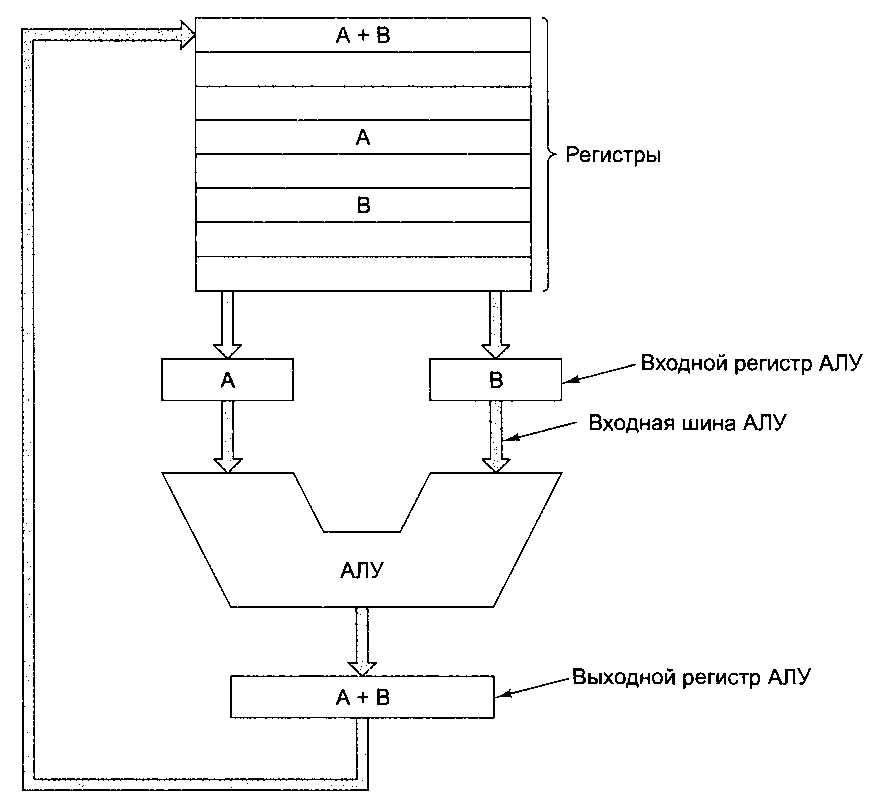 A + B
A
Регистры
B
A
B
Входной регистр АЛУ
Входная шина АЛУ
АЛУ
A + B
Выходной регистр АЛУ